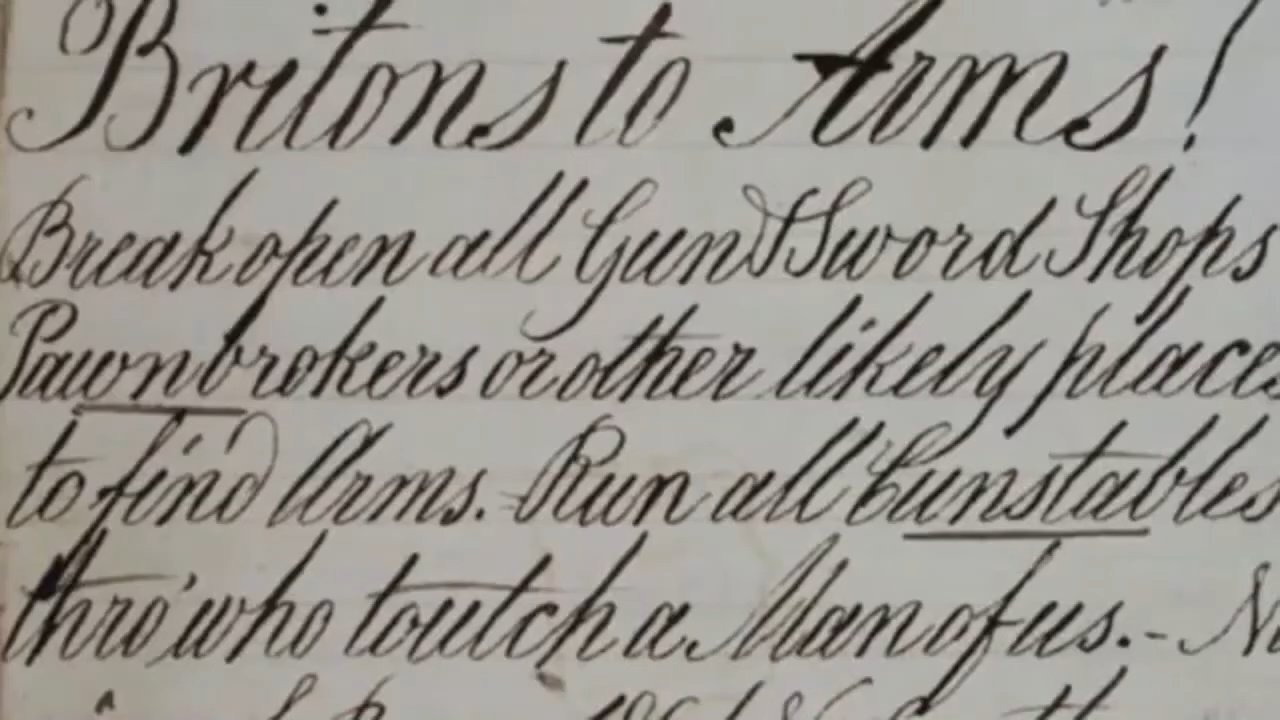 Britons to Arms!
Break open all Gun & Sword Shops
Pawnbrokers or other likely places
to find Arms. - Run all Cunstables
thro' who toutch a Man of us. - N